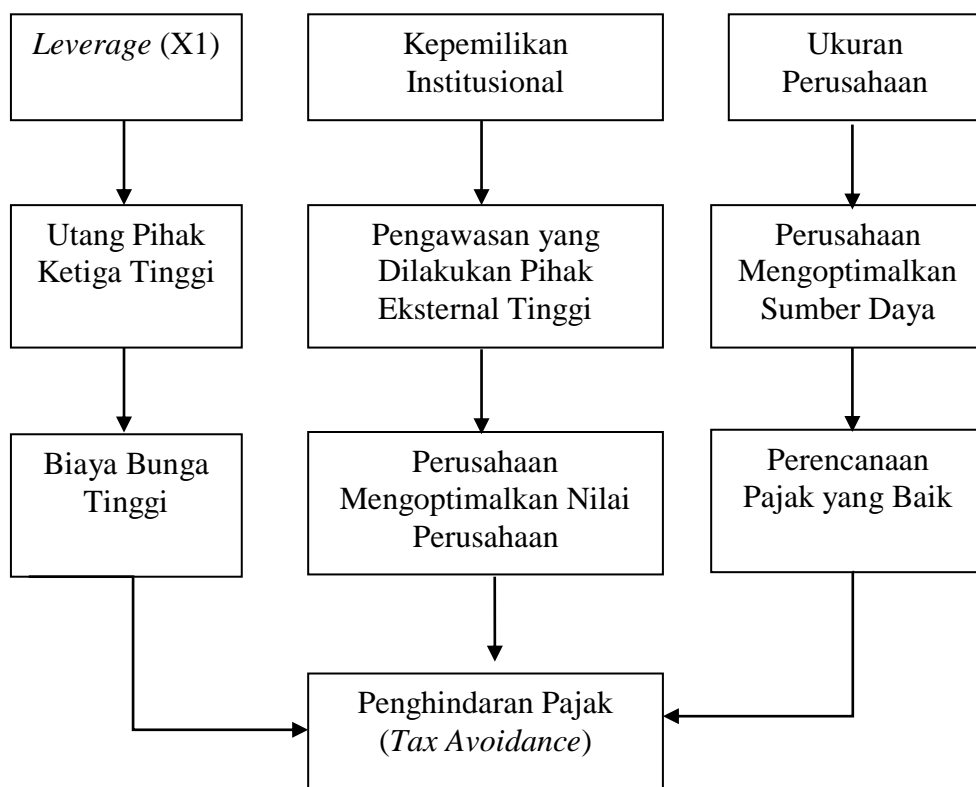 Leverage (X1)
Kepemilikan
Institusional
Ukuran
Perusahaan
Utang Pihak
Ketiga Tinggi
Pengawasan yang
Dilakukan Pihak
Eksternal Tinggi
Perusahaan
Mengoptimalkan
Sumber Daya
Biaya Bunga
Tinggi
Perusahaan
Mengoptimalkan Nilai
Perusahaan
Perencanaan
Pajak yang Baik
Penghindaran Pajak
(Tax Avoidance)